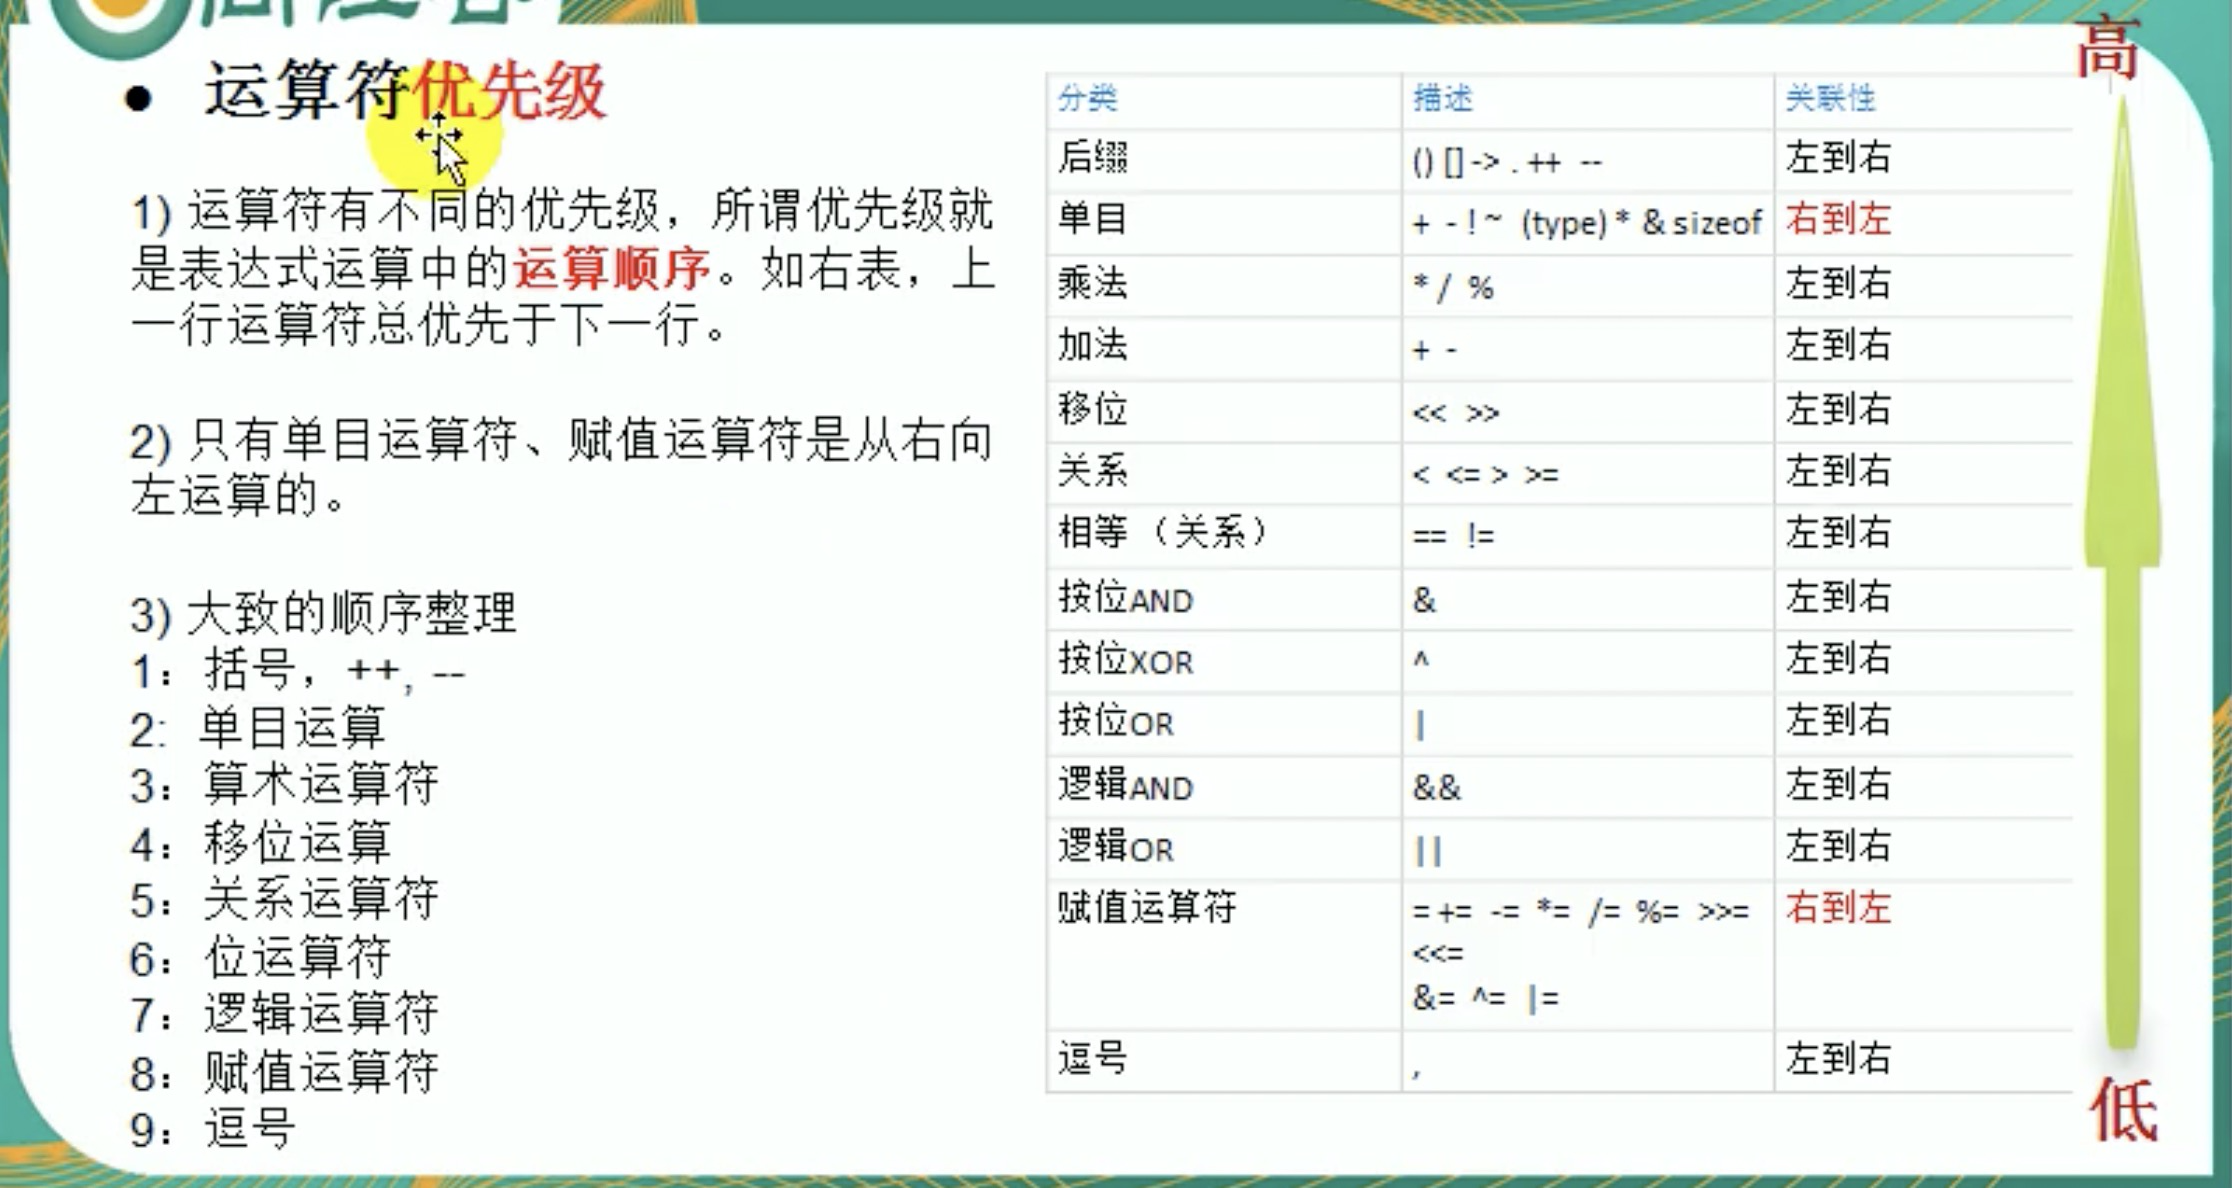 ● 运算符优先级
1) 运算符有不同的优先级，所谓优先级就
是表达式运算中的运算顺序。如右表，上
一行运算符总优先于下一行。
2) 只有单目运算符、赋值运算符是从右向
左运算的。
3) 大致的顺序整理
1：括号，++, --
2: 单目运算
3：算术运算符
4：移位运算
5：关系运算符
6：位运算符
7：逻辑运算符
8：赋值运算符
9：逗号
分类 描述 关联性
后缀 () [] -> . ++ -- 左到右
单目 + - ! ~ (type) * & sizeof 右到左
乘法 * / % 左到右
加法 + - 左到右
移位 << >> 左到右
关系 < <= > >= 左到右
相等（关系） == != 左到右
按位AND & 左到右
按位XOR ^ 左到右
按位OR | 左到右
逻辑AND && 左到右
逻辑OR || 左到右
赋值运算符 = += -= *= /= %= >>= 右到左
<<=
&= ^= |=
逗号 , 左到右
高
低